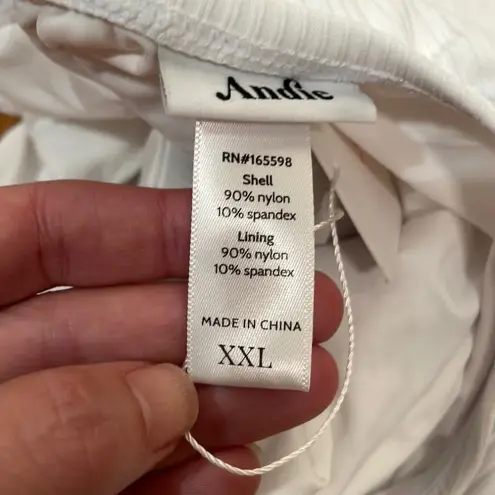 Andie
RN#165598
Shell
90% nylon
10% spandex
Lining
90% nylon
10% spandex
MADE IN CHINA
XXL